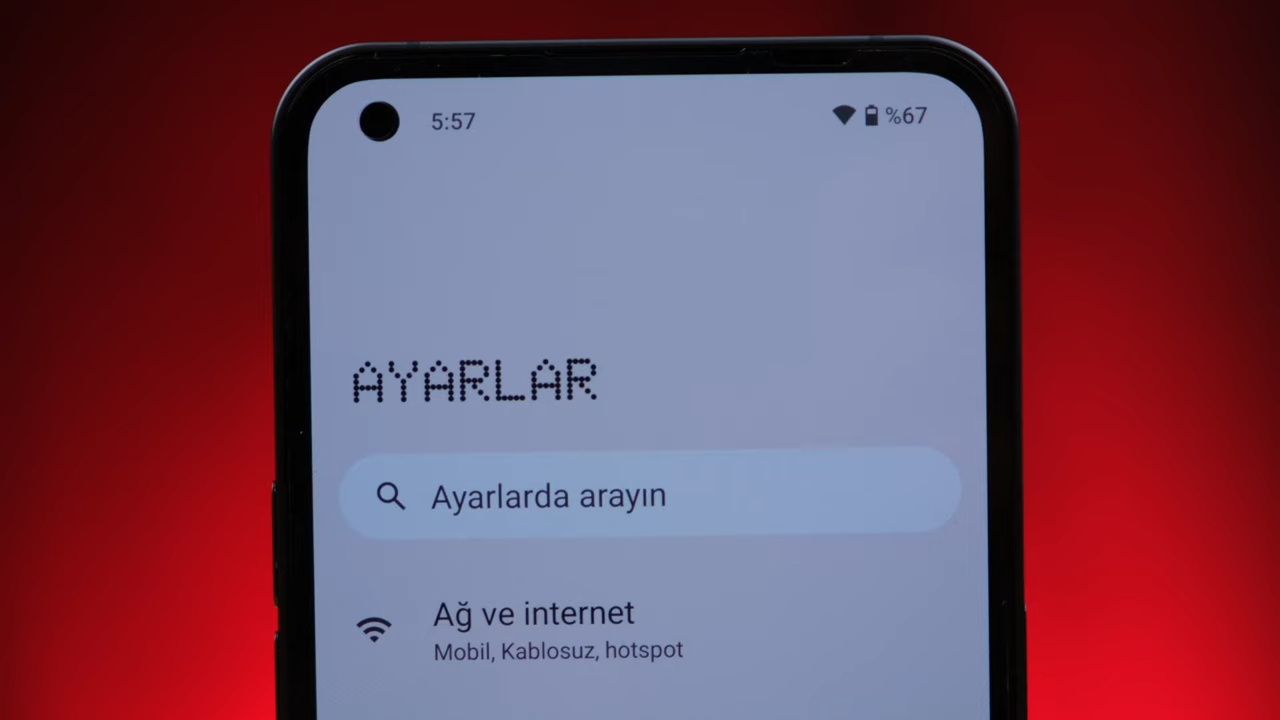 5:57 %67
AYARLAR
Ayarlarda arayın
Ağ ve internet
Mobil, Kablosuz, hotspot